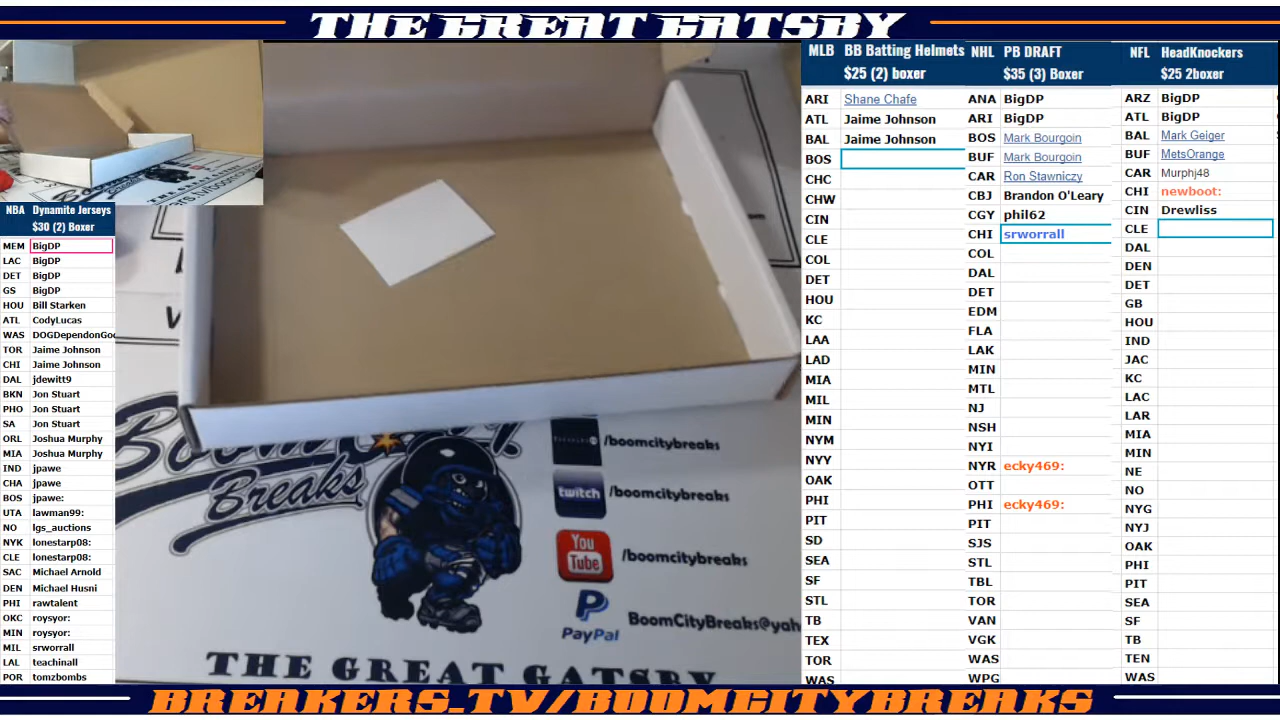 THE GREAT GATSBY
NBA Dynamite Jerseys
$30 (2) Boxer
MEM BigDP
LAC BigDP
DET BigDP
GS BigDP
HOU Bill Starken
ATL CodyLucas
WAS DOGDependonGo
TOR Jaime Johnson
CHI Jaime Johnson
DAL jdewitt9
BKN Jon Stuart
PHO Jon Stuart
SA Jon Stuart
ORL Joshua Murphy
MIA Joshua Murphy
IND jpawe
CHA jpawe
BOS jpawe:
UTA lawman99:
NO lgs_auctions
NYK lonestarp08:
CLE lonestarp08:
SAC Michael Arnold
DEN Michael Husni
PHI rawtalent
OKC roysyor:
MIN roysyor:
MIL srworrall
LAL teachinall
POR tomzbombs
Breaks
/boomcitybreaks
twitch /boomcitybreaks
You Tube /boomcitybreaks
PayPal BoomCityBreaks@yah
THE GREAT GATSBY
MLB BB Batting Helmets
$25 (2) boxer
ARI Shane Chafe
ATL Jaime Johnson
BAL Jaime Johnson
BOS
CHC
CHW
CIN
CLE
COL
DET
HOU
KC
LAA
LAD
MIA
MIL
MIN
NYM
NYY
OAK
PHI
PIT
SD
SEA
SF
STL
TB
TEX
TOR
WAS
NHL PB DRAFT
$35 (3) Boxer
ANA BigDP
ARI BigDP
BOS Mark Bourgoin
BUF Mark Bourgoin
CAR Ron Stawniczy
CBJ Brandon O'Leary
CGY phil62
CHI srworrall
COL
DAL
DET
EDM
FLA
LAK
MIN
MTL
NJ
NSH
NYI
NYR ecky469:
OTT
PHI ecky469:
PIT
SJS
STL
TBL
TOR
VAN
VGK
WAS
WPG
NFL HeadKnockers
$25 2boxer
ARZ BigDP
ATL BigDP
BAL Mark Geiger
BUF MetsOrange
CAR Murphj48
CHI newboot:
CIN Drewliss
CLE
DAL
DEN
DET
GB
HOU
IND
JAC
KC
LAC
LAR
MIA
MIN
NE
NO
NYG
NYJ
OAK
PHI
PIT
SEA
SF
TB
TEN
WAS
BREAKERS.TV/BOOMCITYBREAKS